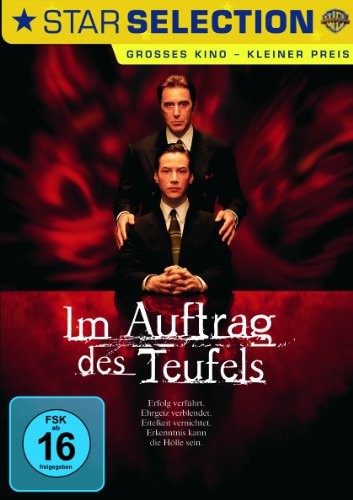 ★ STAR SELECTION
GROSSES KINO – KLEINER PREIS
WB
Im Auftrag
des Teufels
Erfolg verführt.
Ehrgeiz verblendet.
Eitelkeit vernichtet.
Erkenntnis kann
die Hölle sein.
FSK
ab
16
freigegeben